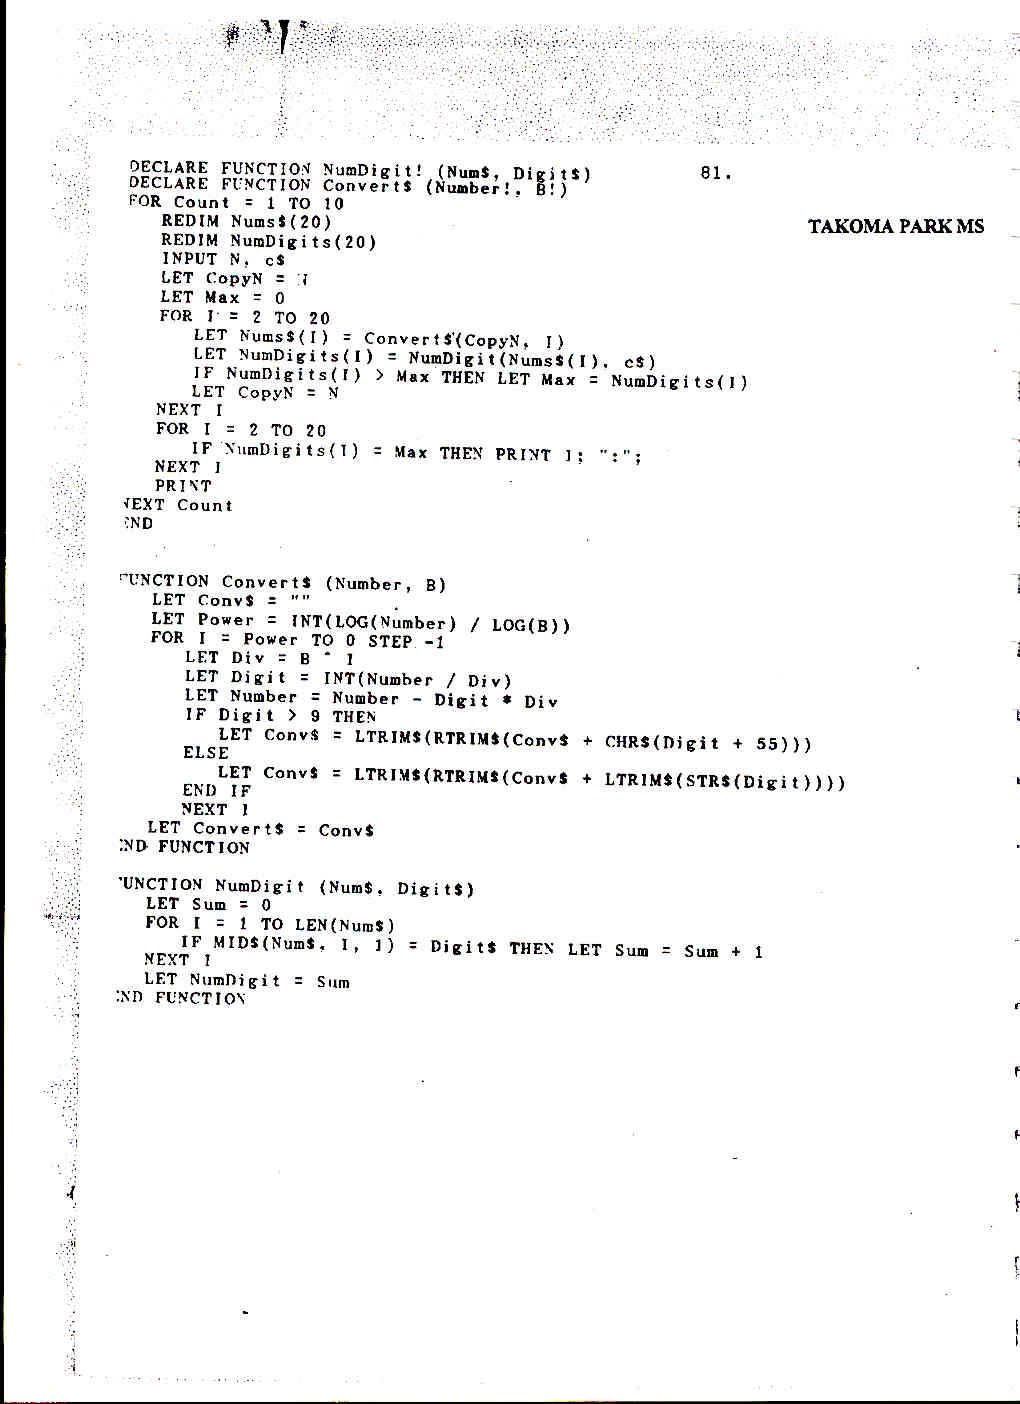 DECLARE FUNCTION NumDigit! (Num$, Digit$)
81.
DECLARE FUNCTION Convert$ (Number!, B!)
FOR Count = 1 TO 10
REDIM Nums$(20)
TAKOMA PARK MS
REDIM NumDigits(20)
INPUT N, c$
LET CopyN = N
LET Max = 0
FOR I = 2 TO 20
LET Nums$(I) = Convert$(CopyN, I)
LET NumDigits(I) = NumDigit(Nums$(I), c$)
IF NumDigits(I) > Max THEN LET Max = NumDigits(I)
LET CopyN = N
NEXT I
FOR I = 2 TO 20
IF NumDigits(I) = Max THEN PRINT I; ":";
NEXT I
PRINT
NEXT Count
END
FUNCTION Convert$ (Number, B)
LET Conv$ = ""
LET Power = INT(LOG(Number) / LOG(B))
FOR I = Power TO 0 STEP -1
LET Div = B ^ I
LET Digit = INT(Number / Div)
LET Number = Number - Digit * Div
IF Digit > 9 THEN
LET Conv$ = LTRIM$(RTRIM$(Conv$ + CHR$(Digit + 55)))
ELSE
LET Conv$ = LTRIM$(RTRIM$(Conv$ + LTRIM$(STR$(Digit))))
END IF
NEXT I
LET Convert$ = Conv$
END FUNCTION
FUNCTION NumDigit (Num$, Digit$)
LET Sum = 0
FOR I = 1 TO LEN(Num$)
IF MID$(Num$, I, 1) = Digit$ THEN LET Sum = Sum + 1
NEXT I
LET NumDigit = Sum
END FUNCTION